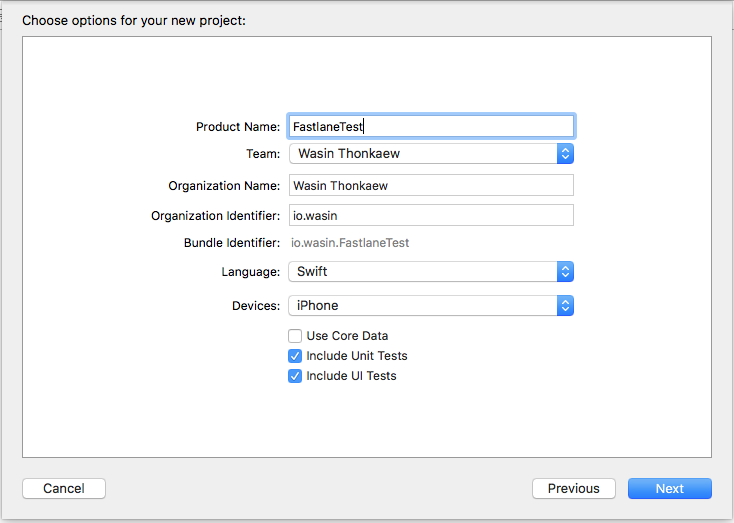 Choose options for your new project:
Product Name: FastlaneTest
Team: Wasin Thonkaew
Organization Name: Wasin Thonkaew
Organization Identifier: io.wasin
Bundle Identifier: io.wasin.FastlaneTest
Language: Swift
Devices: iPhone
Use Core Data
Include Unit Tests
Include UI Tests
Cancel Previous Next